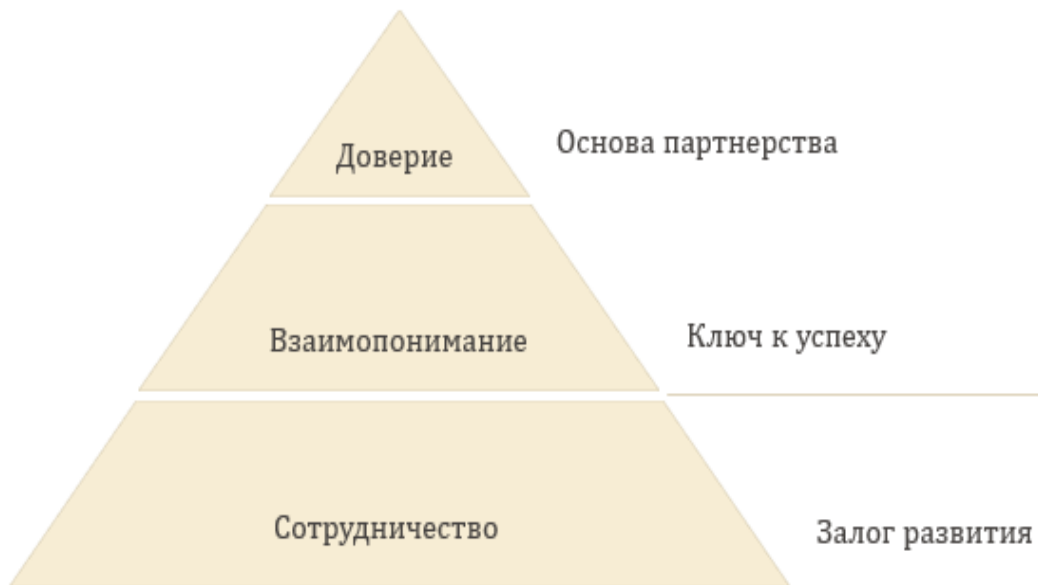 Доверие
Основа партнерства
Взаимопонимание
Ключ к успеху
Сотрудничество
Залог развития